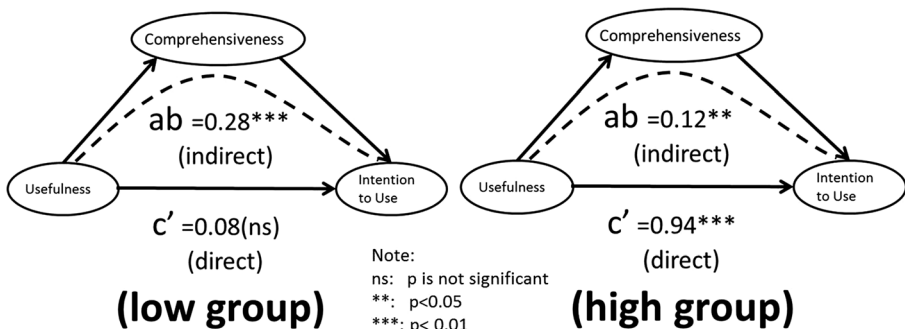 Comprehensiveness
ab =0.28***
(indirect)
Usefulness
Intention
to Use
c’ =0.08(ns)
(direct)
(low group)
Comprehensiveness
ab =0.12**
(indirect)
Usefulness
Intention
to Use
c’ =0.94***
(direct)
(high group)
Note:
ns: p is not significant
**: p<0.05
***: p< 0.01